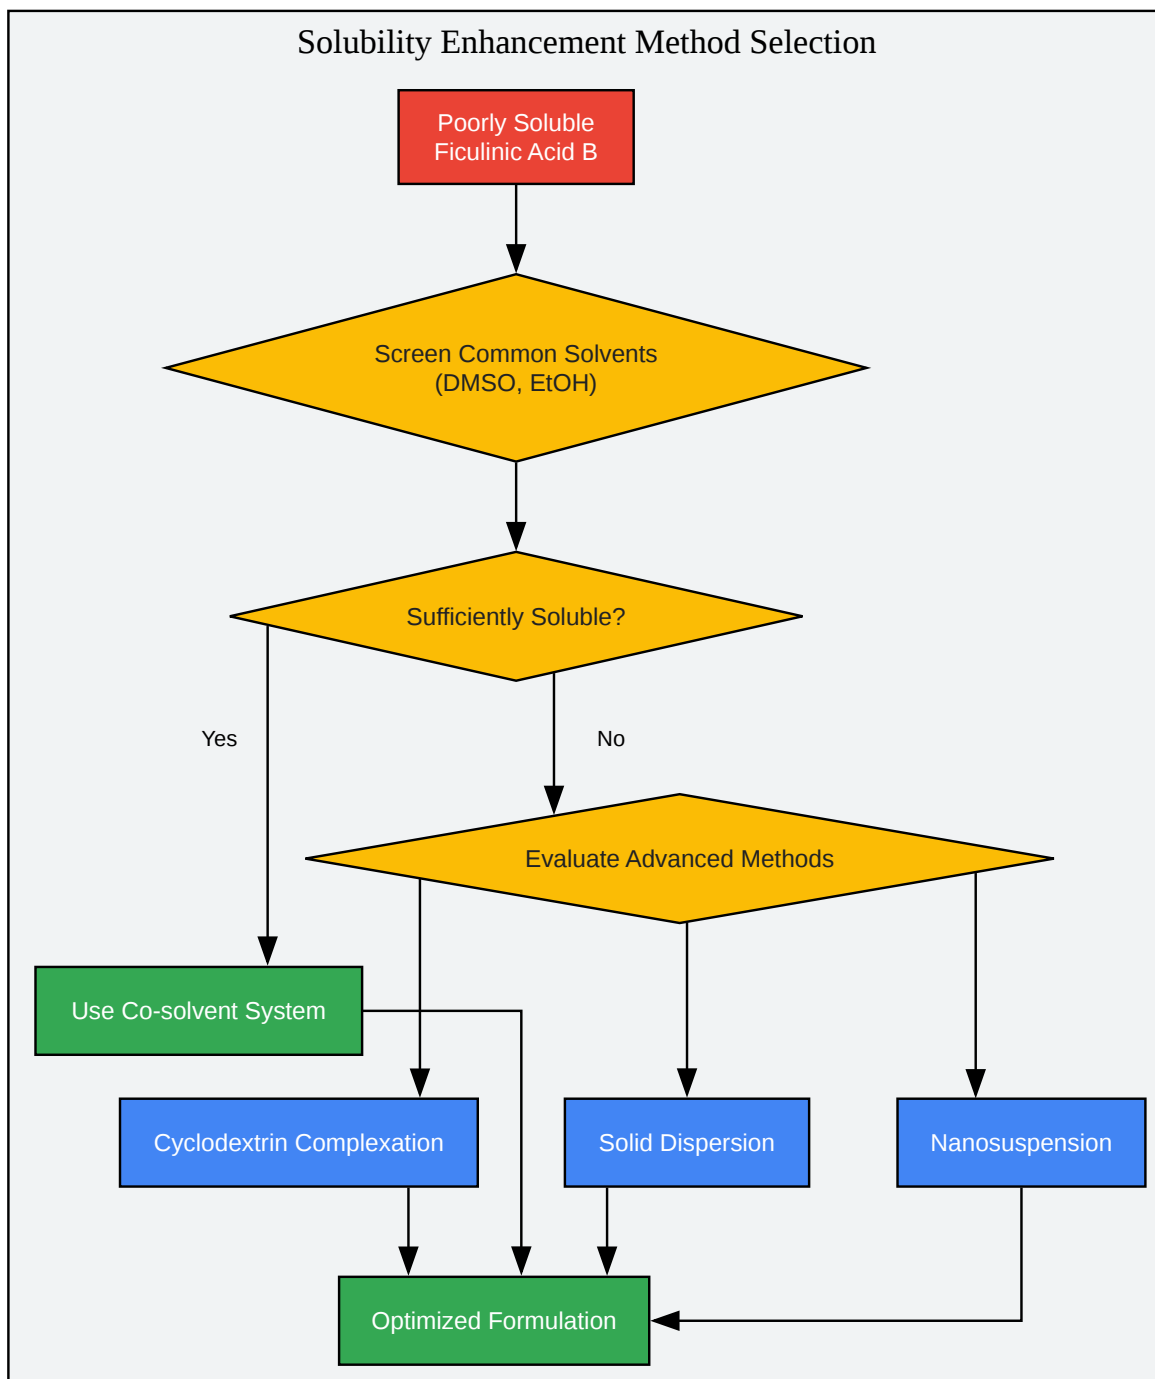 Solubility Enhancement Method Selection
Poorly Soluble
Ficulinic Acid B
Screen Common Solvents
(DMSO, EtOH)
Sufficiently Soluble?
Yes
No
Evaluate Advanced Methods
Use Co-solvent System
Cyclodextrin Complexation
Solid Dispersion
Nanosuspension
Optimized Formulation